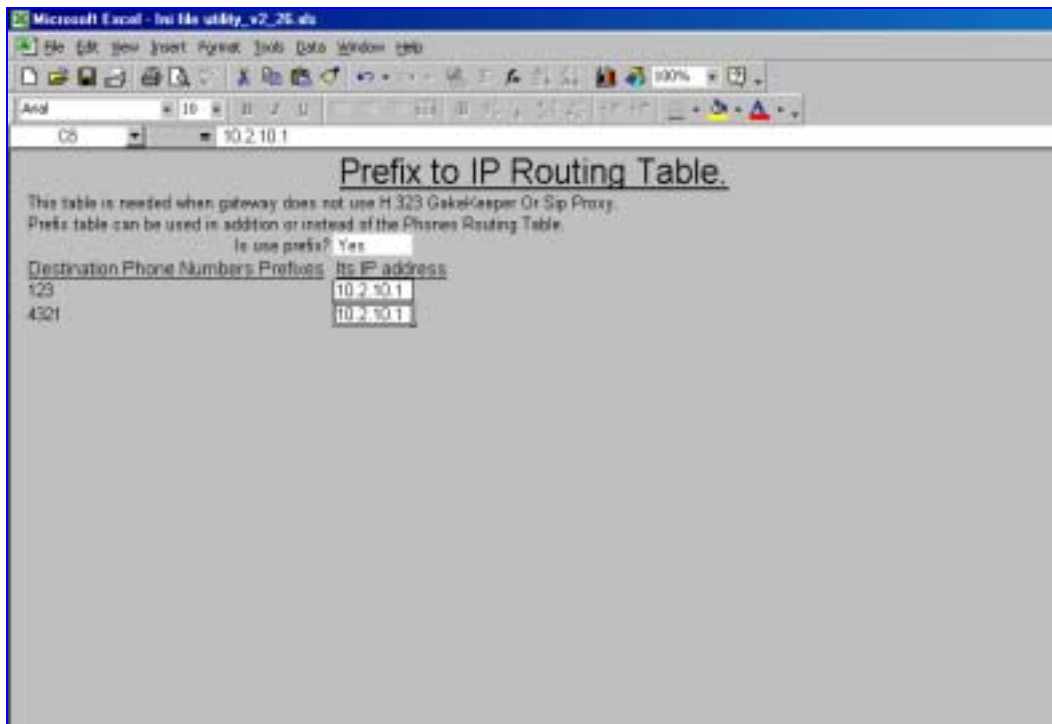 Microsoft Excel - Ini file utility_v2_26.xls
File Edit View Insert Format Tools Data Window Help
100%
Arial 10 B I U
C6 = 10.2.10.1
Prefix to IP Routing Table.
This table is needed when gateway does not use H.323 GakeKeeper Or Sip Proxy.
Prefix table can be used in addition or instead of the Phones Routing Table.
Is use prefix? Yes
Destination Phone Numbers Prefixes Its IP address
123 10.2.10.1
4321 10.2.10.1